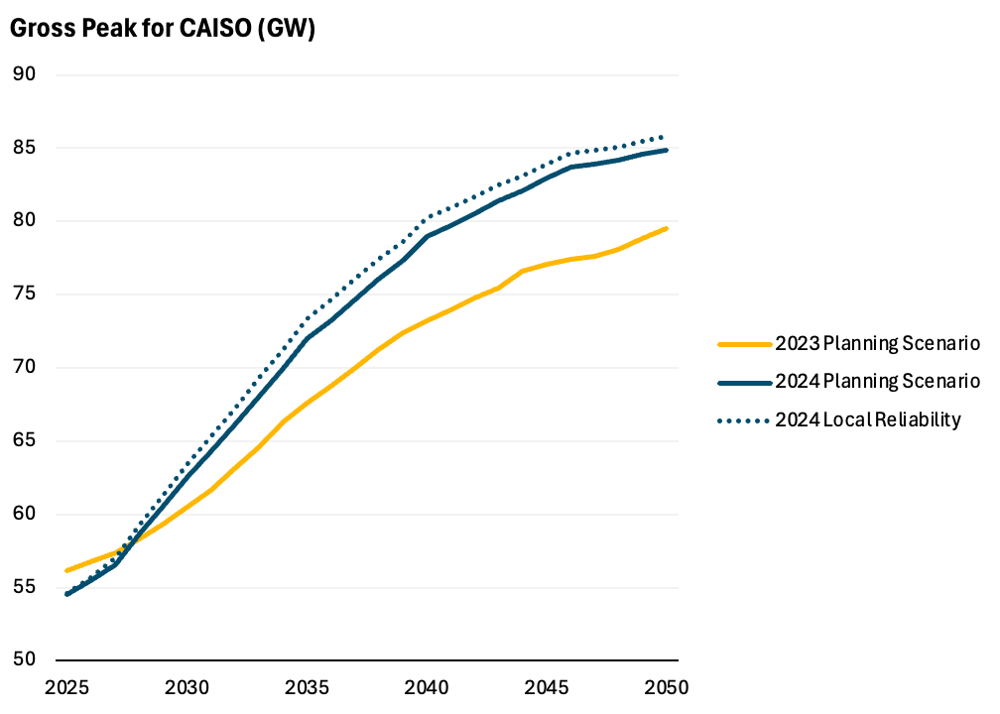 Gross Peak for CAISO (GW)
90
85
80
75
70
65
60
55
50
2025 2030 2035 2040 2045 2050
2023 Planning Scenario
2024 Planning Scenario
2024 Local Reliability